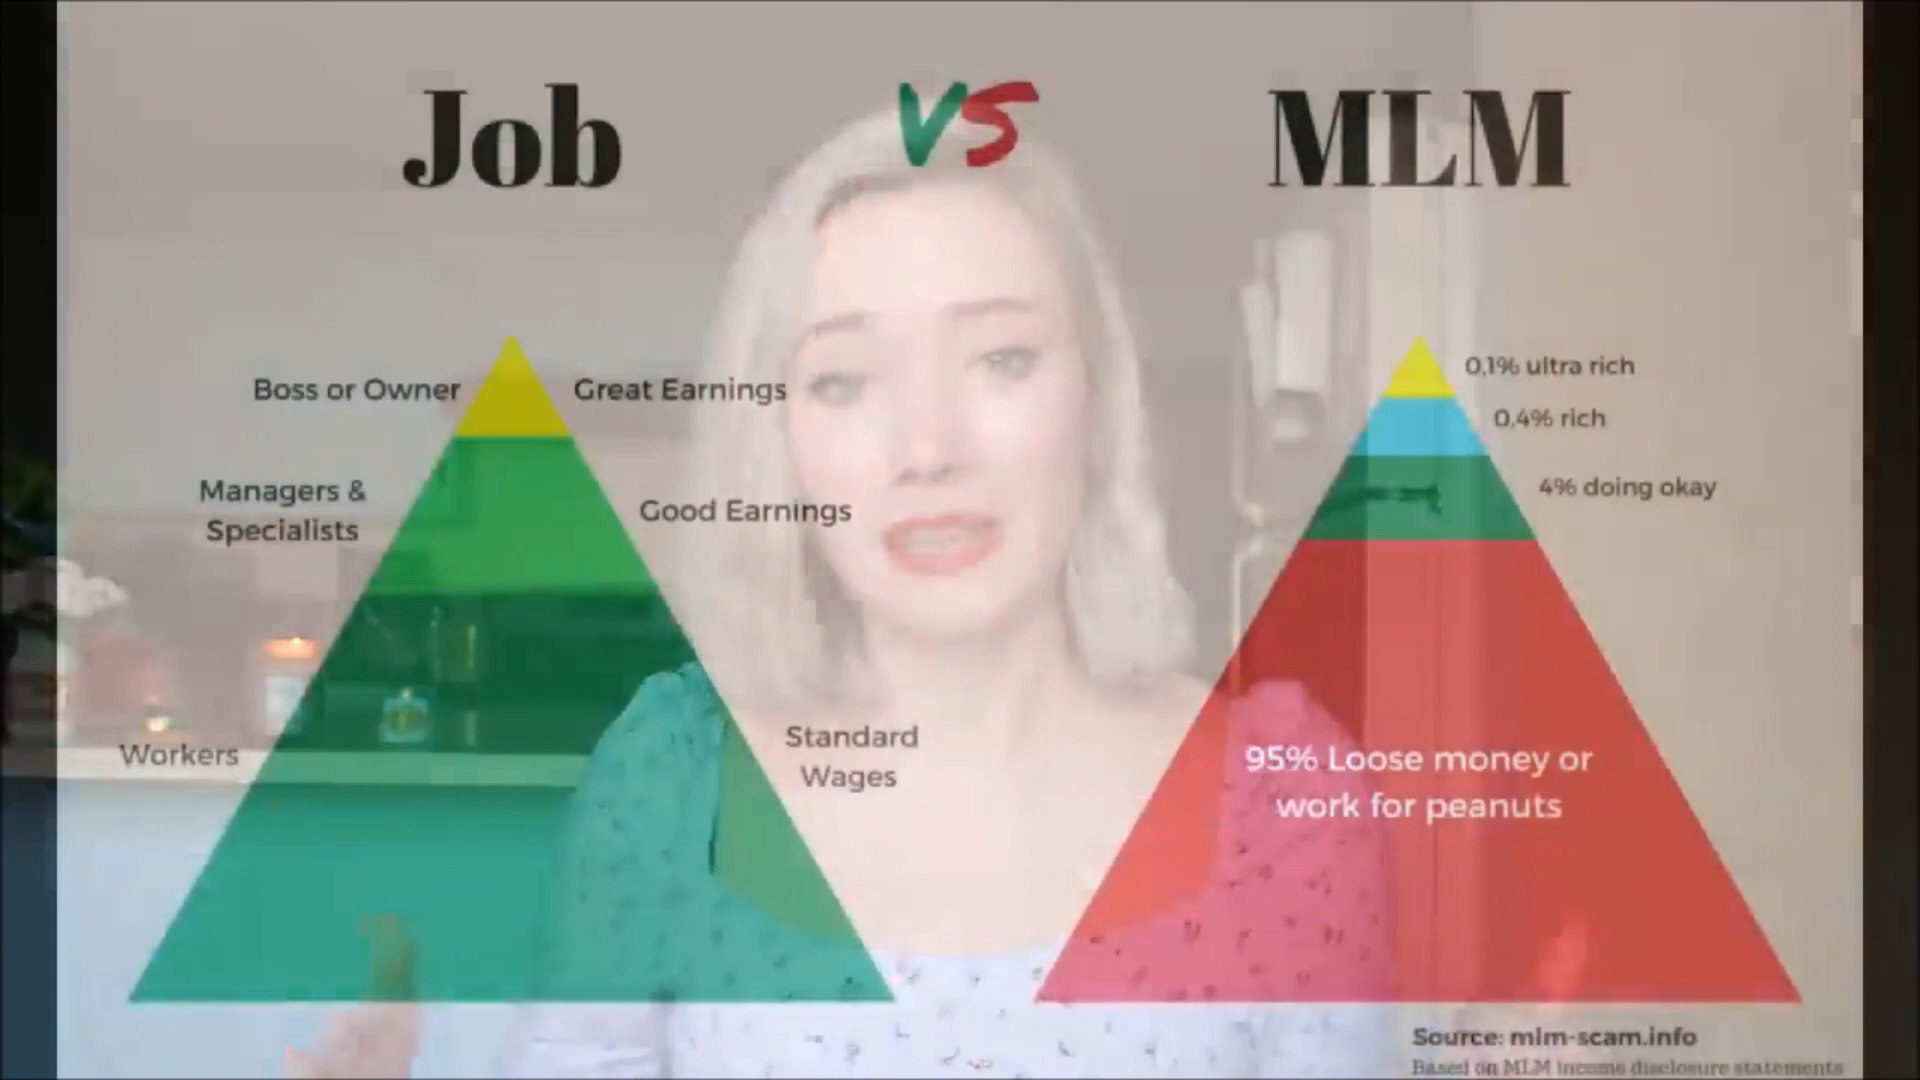 Job VS MLM
Boss or Owner
Great Earnings
Managers &
Specialists
Good Earnings
Workers
Standard
Wages
0,1% ultra rich
0,4% rich
4% doing okay
95% Loose money or
work for peanuts
Source: mlm-scam.info
Based on MLM income disclosure statements